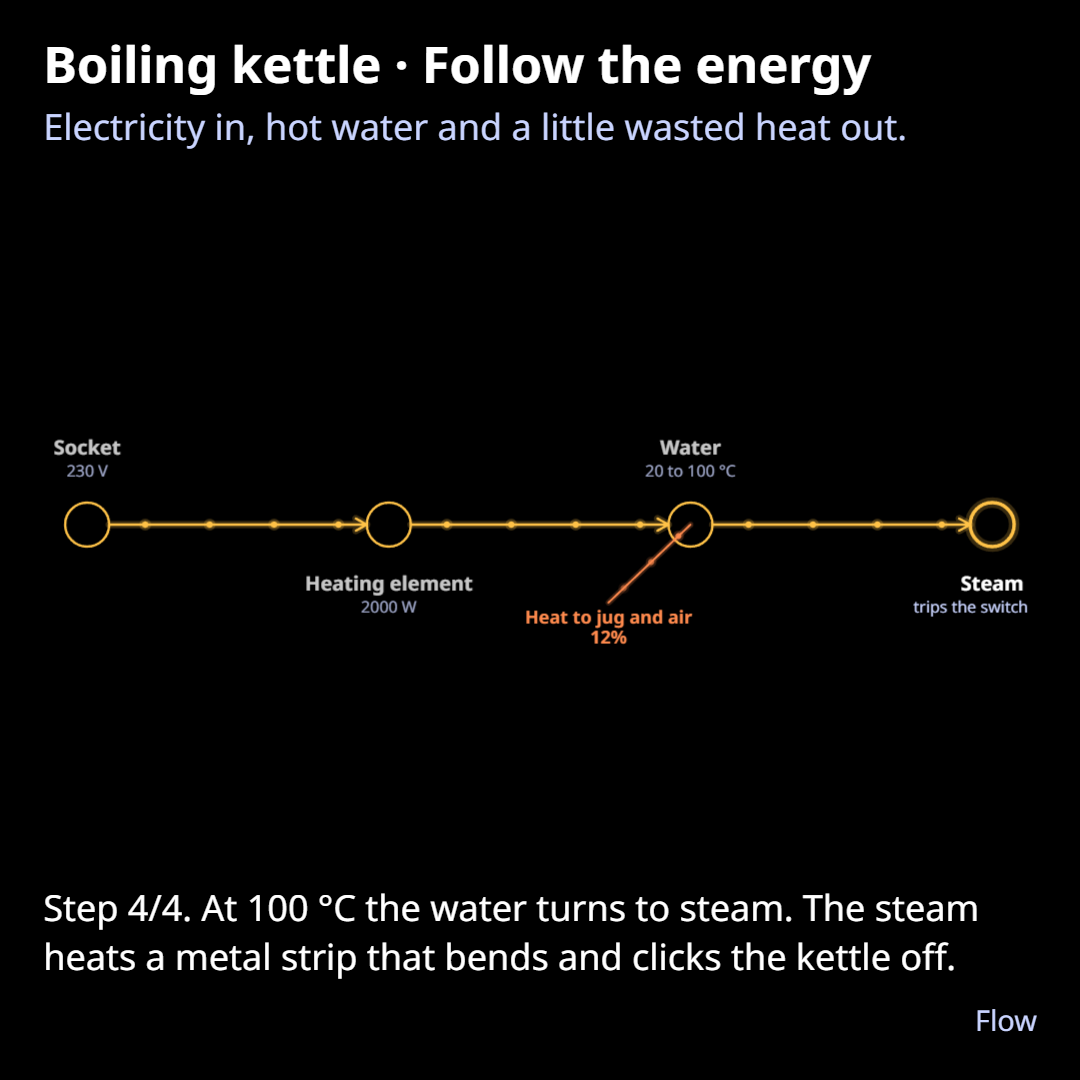 Boiling kettle · Follow the energy
Electricity in, hot water and a little wasted heat out.
Socket
230 V
Water
20 to 100 °C
Heating element
2000 W
Heat to jug and air
12%
Steam
trips the switch
Step 4/4. At 100 °C the water turns to steam. The steam
heats a metal strip that bends and clicks the kettle off.
Flow